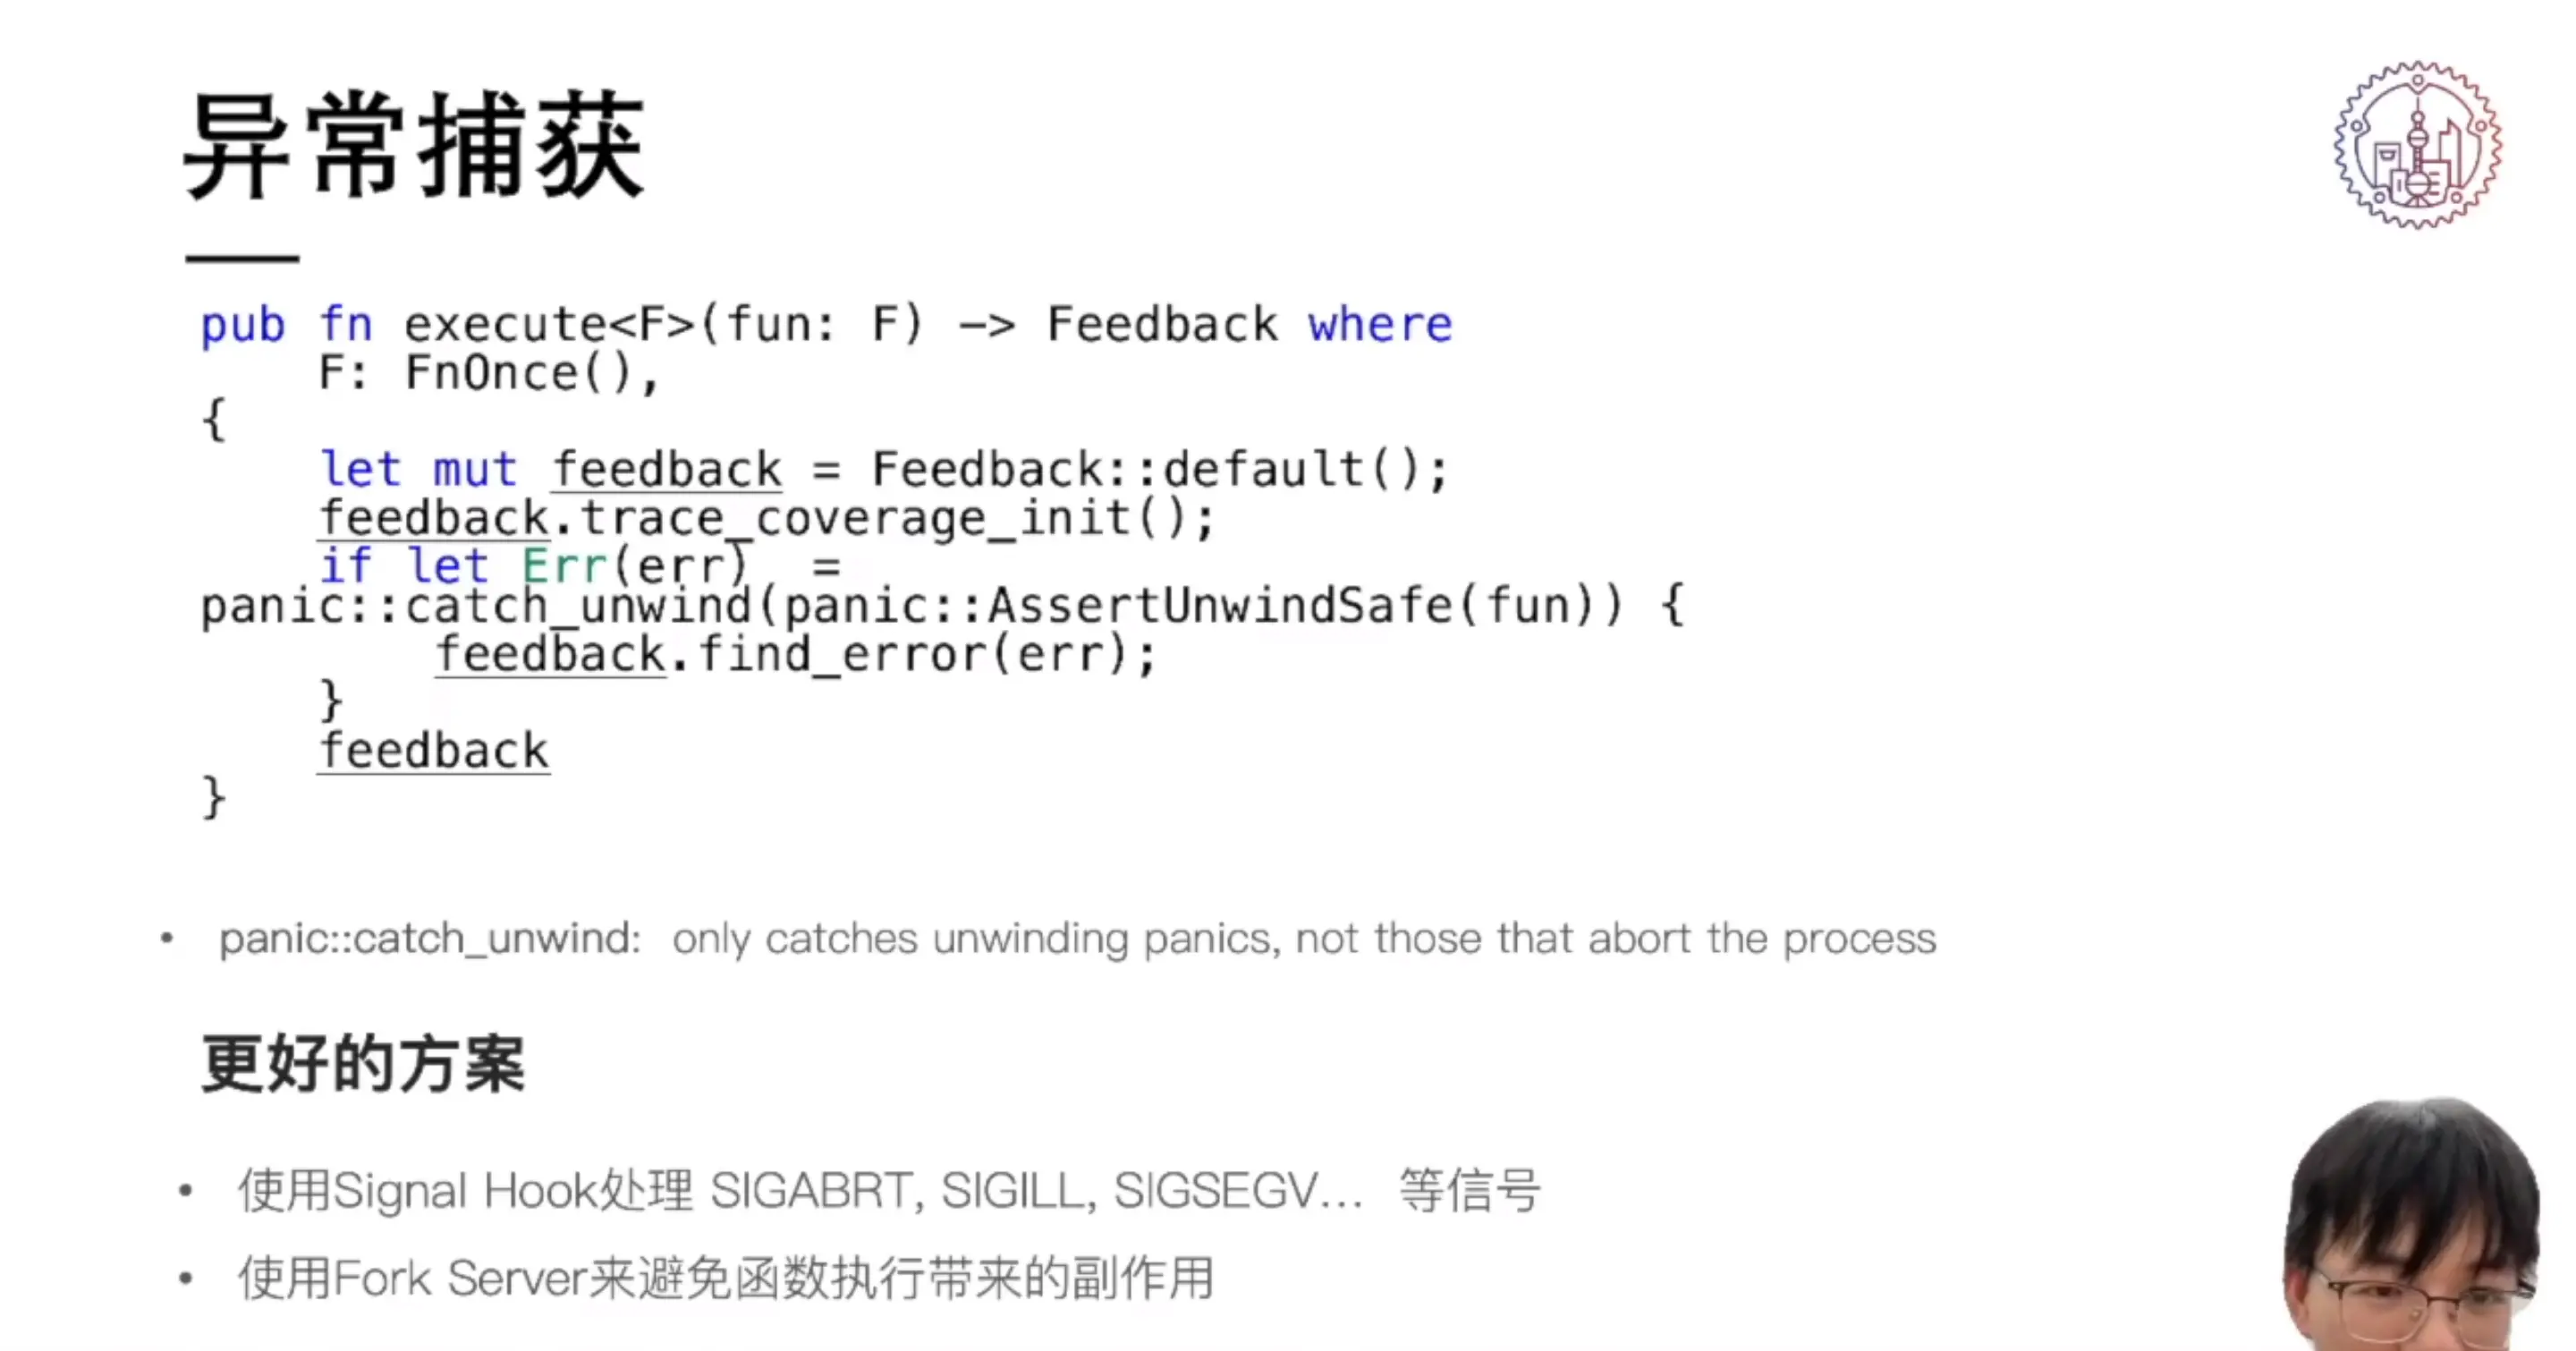 异常捕获
pub fn execute<F>(fun: F) -> Feedback where
    F: FnOnce(),
{
    let mut feedback = Feedback::default();
    feedback.trace_coverage_init();
    if let Err(err)  =
panic::catch_unwind(panic::AssertUnwindSafe(fun)) {
        feedback.find_error(err);
    }
    feedback
}
• panic::catch_unwind: only catches unwinding panics, not those that abort the process
更好的方案
• 使用Signal Hook处理 SIGABRT, SIGILL, SIGSEGV... 等信号
• 使用Fork Server来避免函数执行带来的副作用